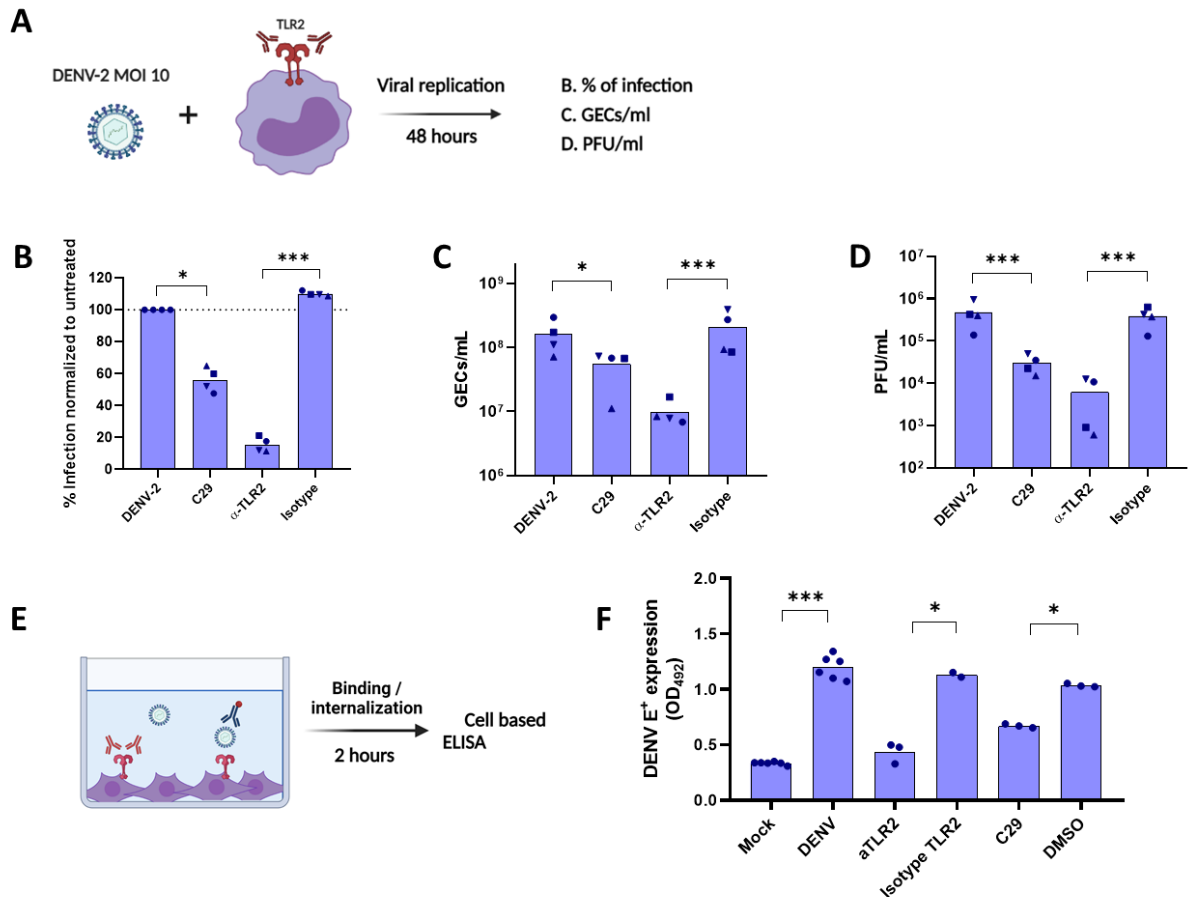 A
TLR2
DENV-2 MOI 10
+
Viral replication
48 hours
B. % of infection
C. GECs/ml
D. PFU/ml
B
% Infection normalized to untreated
120
100
80
60
40
20
0
*
***
DENV-2
C29
α-TLR2
Isotype
C
GECs/mL
10⁹
10⁸
10⁷
10⁶
*
***
DENV-2
C29
α-TLR2
Isotype
D
PFU/mL
10⁷
10⁶
10⁵
10⁴
10³
10²
***
***
DENV-2
C29
α-TLR2
Isotype
E
Binding /
internalization
2 hours
Cell based
ELISA
F
DENV E⁺ expression
(OD₄₉₂)
2.0
1.5
1.0
0.5
0.0
***
*
*
Mock
DENV
aTLR2
Isotype TLR2
C29
DMSO